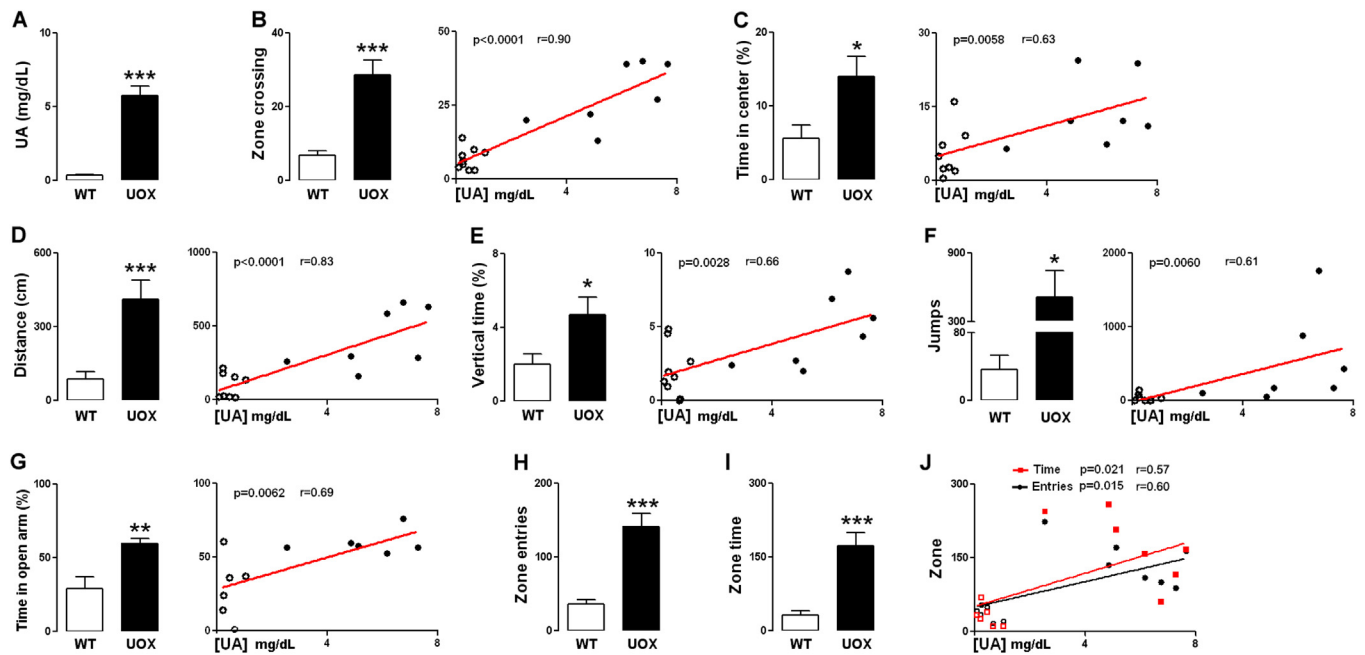 A
UA (mg/dL)
10
5
0
***
WT UOX
B
Zone crossing
40
20
0
***
WT UOX
p<0.0001 r=0.90
50
25
0
4 8
[UA] mg/dL
C
Time in center (%)
20
10
0
*
WT UOX
p=0.0058 r=0.63
30
15
0
4 8
[UA] mg/dL
D
Distance (cm)
600
300
0
***
WT UOX
p<0.0001 r=0.83
1000
500
0
4 8
[UA] mg/dL
E
Vertical time (%)
8
4
0
*
WT UOX
p=0.0028 r=0.66
10
5
0
4 8
[UA] mg/dL
F
Jumps
900
300
80
0
*
WT UOX
p=0.0060 r=0.61
2000
1000
0
4 8
[UA] mg/dL
G
Time in open arm (%)
100
50
0
**
WT UOX
p=0.0062 r=0.69
100
50
0
4 8
[UA] mg/dL
H
Zone entries
200
100
0
***
WT UOX
I
Zone time
300
150
0
***
WT UOX
J
Time p=0.021 r=0.57
Entries p=0.015 r=0.60
Zone
300
150
0
4 8
[UA] mg/dL